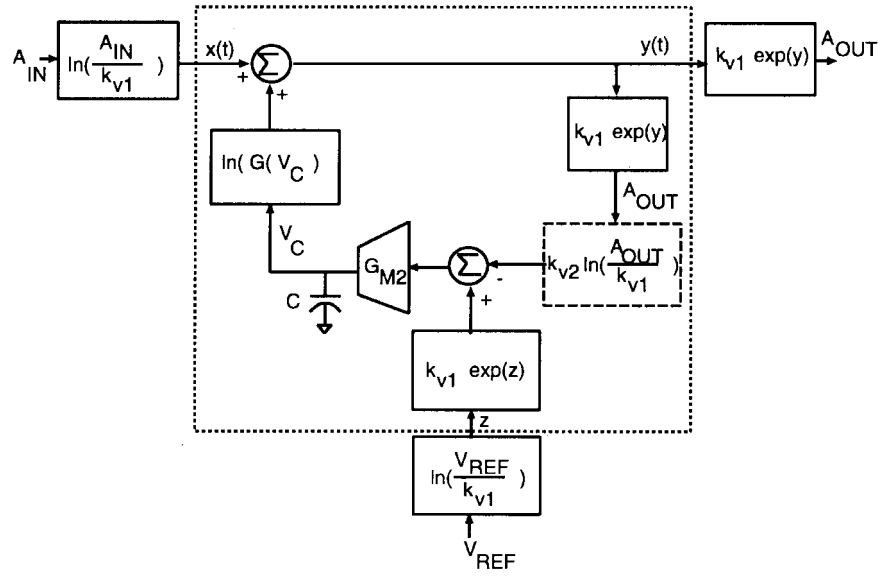 A_IN
ln( A_IN / k_v1 )
x(t)
+
Σ
+
y(t)
k_v1 exp(y)
A_OUT
k_v1 exp(y)
A_OUT
ln( G( V_C )
V_C
C
G_M2
Σ
-
+
k_v2 ln( A_OUT / k_v1 )
k_v1 exp(z)
z
ln( V_REF / k_v1 )
V_REF